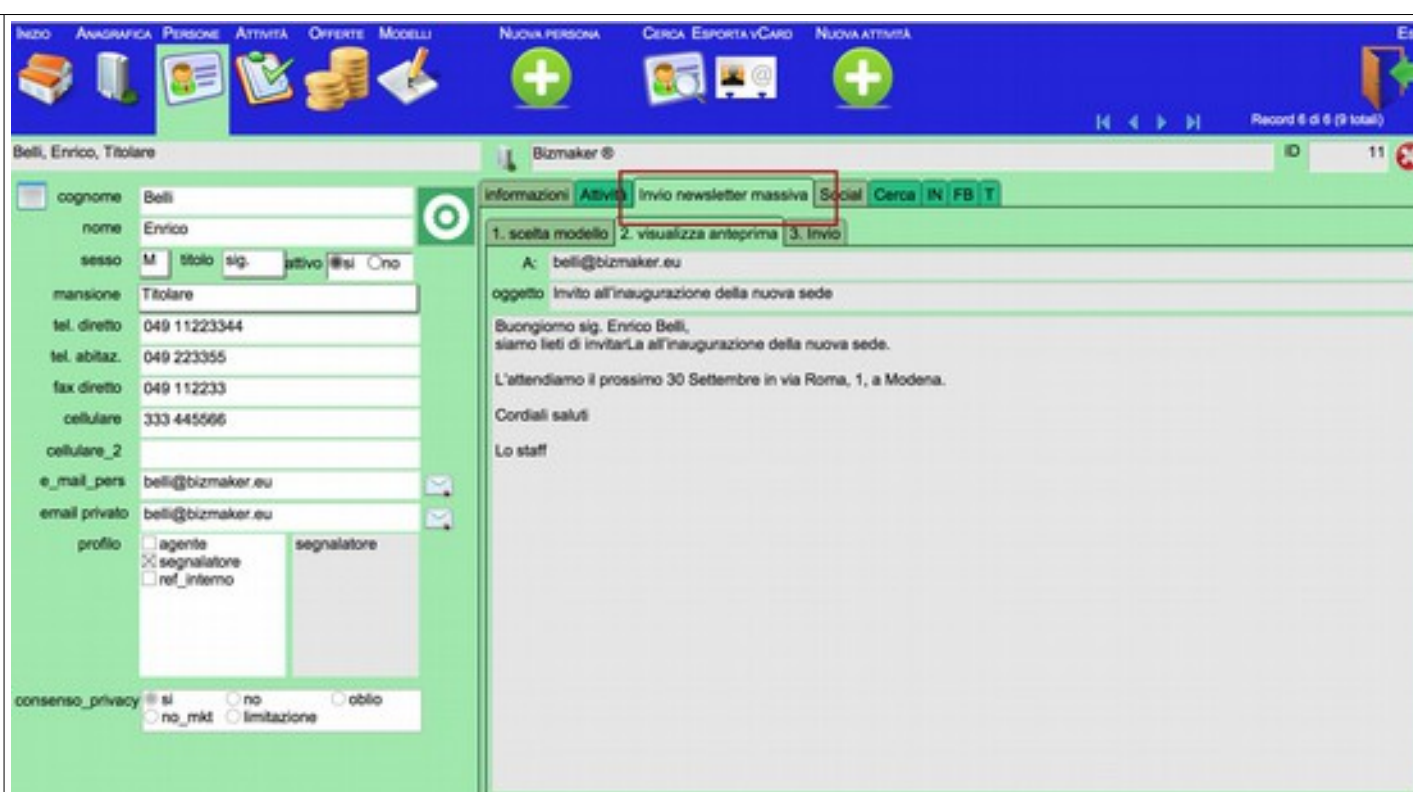 INIZIO ANAGRAFICA PERSONE ATTIVITÀ OFFERTE MODELLI NUOVA PERSONA CERCA ESPORTA VCARD NUOVA ATTIVITÀ
Record 6 di 6 (9 totali)
Belli, Enrico, Titolare Bizmaker ® ID 11
informazioni Attività Invio newsletter massiva Social Cerca IN FB T
1. scelta modello 2. visualizza anteprima 3. Invio
cognome Belli
nome Enrico
sesso M titolo sig. attivo si no
mansione Titolare
tel. diretto 049 11223344
tel. abitaz. 049 223355
fax diretto 049 112233
cellulare 333 445566
cellulare_2
e_mail_pers belli@bizmaker.eu
email privato belli@bizmaker.eu
profilo agente segnalatore
segnalatore
ref_interno
consenso_privacy si no oblio
no_mkt limitazione
A: belli@bizmaker.eu
oggetto Invito all'inaugurazione della nuova sede
Buongiorno sig. Enrico Belli,
siamo lieti di invitarLa all'inaugurazione della nuova sede.
L'attendiamo il prossimo 30 Settembre in via Roma, 1, a Modena.
Cordiali saluti
Lo staff